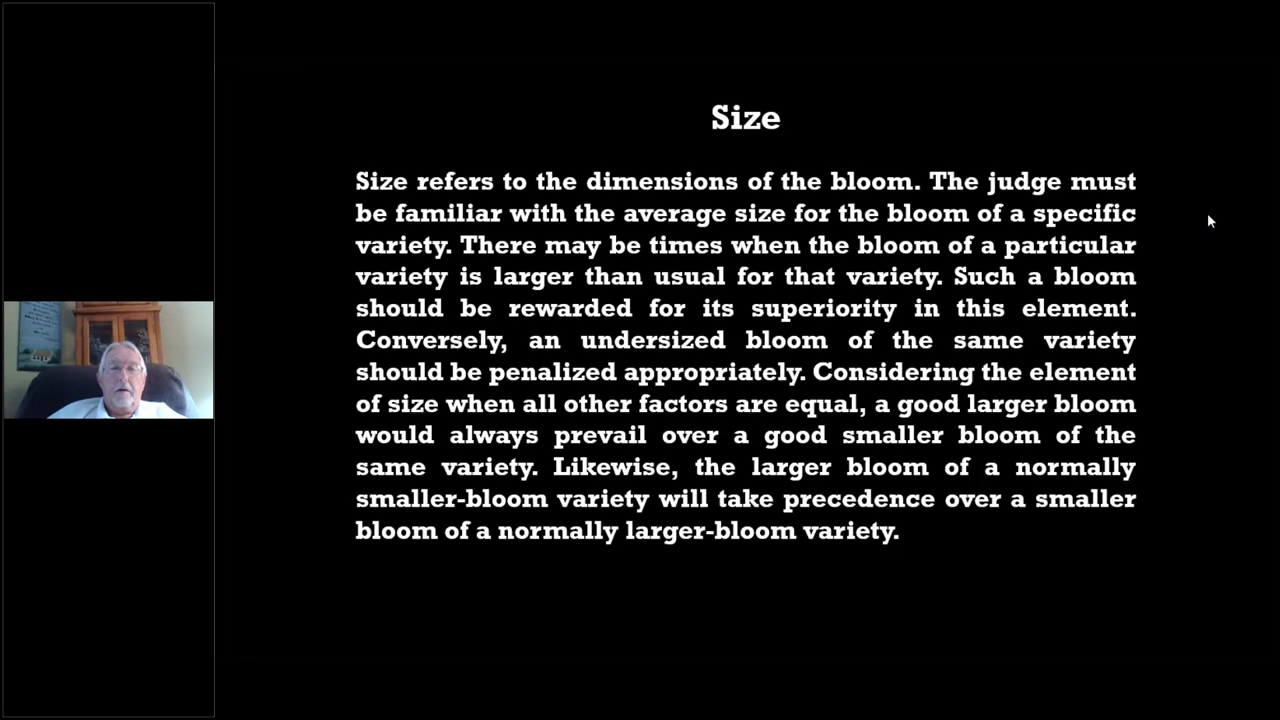 Size
Size refers to the dimensions of the bloom. The judge must
be familiar with the average size for the bloom of a specific
variety. There may be times when the bloom of a particular
variety is larger than usual for that variety. Such a bloom
should be rewarded for its superiority in this element.
Conversely, an undersized bloom of the same variety
should be penalized appropriately. Considering the element
of size when all other factors are equal, a good larger bloom
would always prevail over a good smaller bloom of the
same variety. Likewise, the larger bloom of a normally
smaller-bloom variety will take precedence over a smaller
bloom of a normally larger-bloom variety.